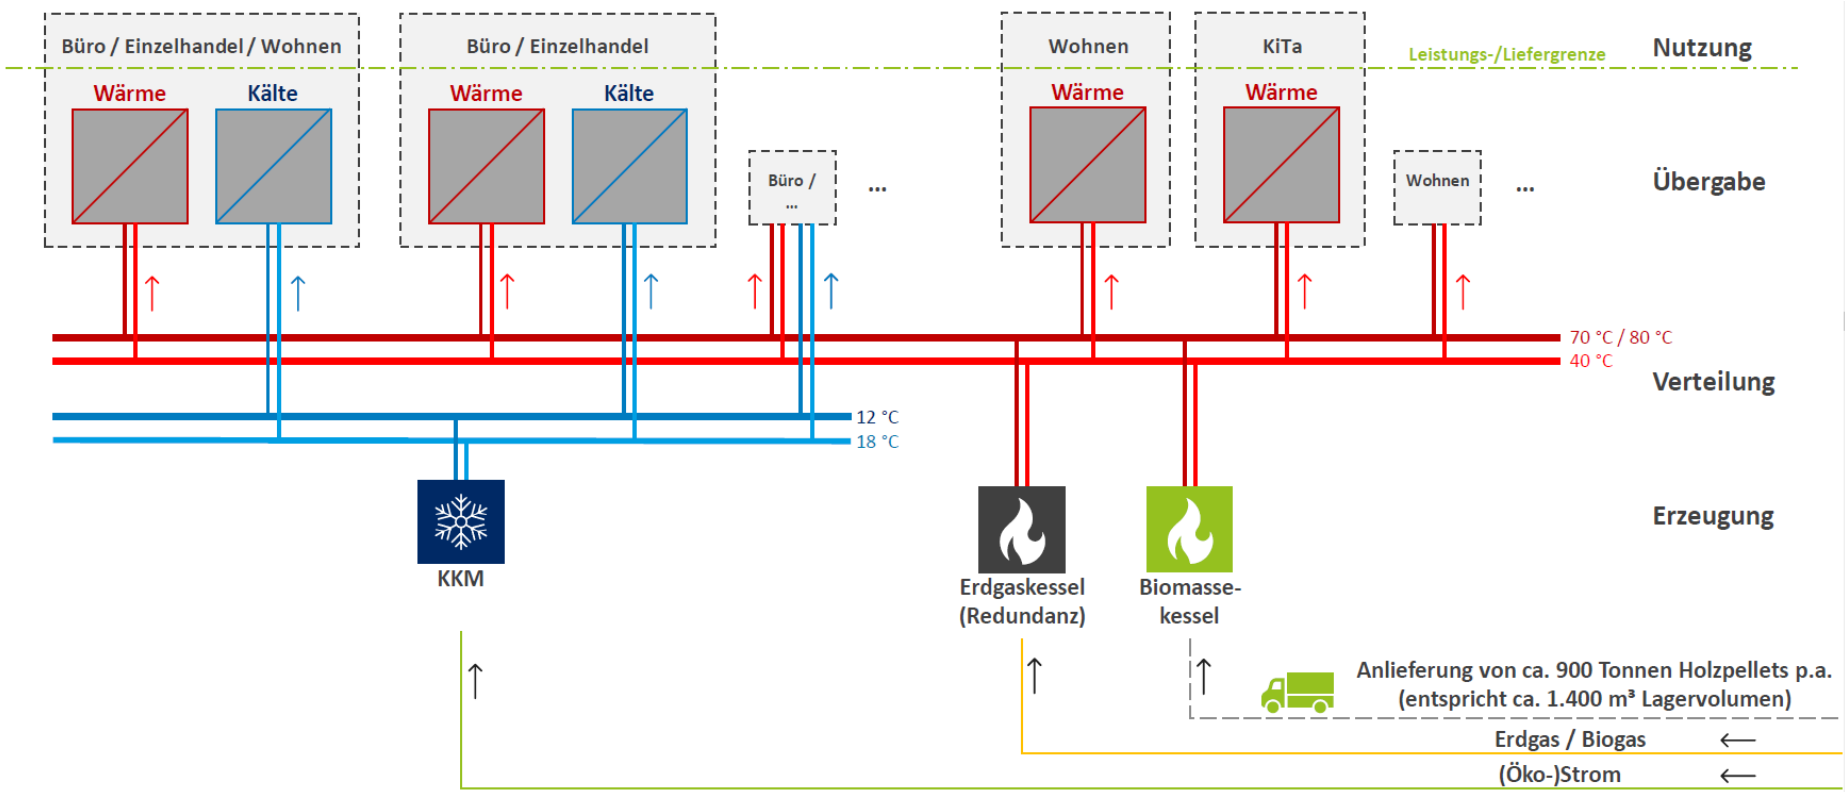 Büro / Einzelhandel / Wohnen
Büro / Einzelhandel
Wohnen
KiTa
Leistungs-/Liefergrenze
Nutzung
Wärme
Kälte
Wärme
Kälte
Wärme
Wärme
Büro /
...
...
Wohnen
...
Übergabe
70 °C / 80 °C
40 °C
Verteilung
12 °C
18 °C
Erzeugung
KKM
Erdgaskessel
(Redundanz)
Biomasse-
kessel
Anlieferung von ca. 900 Tonnen Holzpellets p.a.
(entspricht ca. 1.400 m³ Lagervolumen)
Erdgas / Biogas
(Öko-)Strom